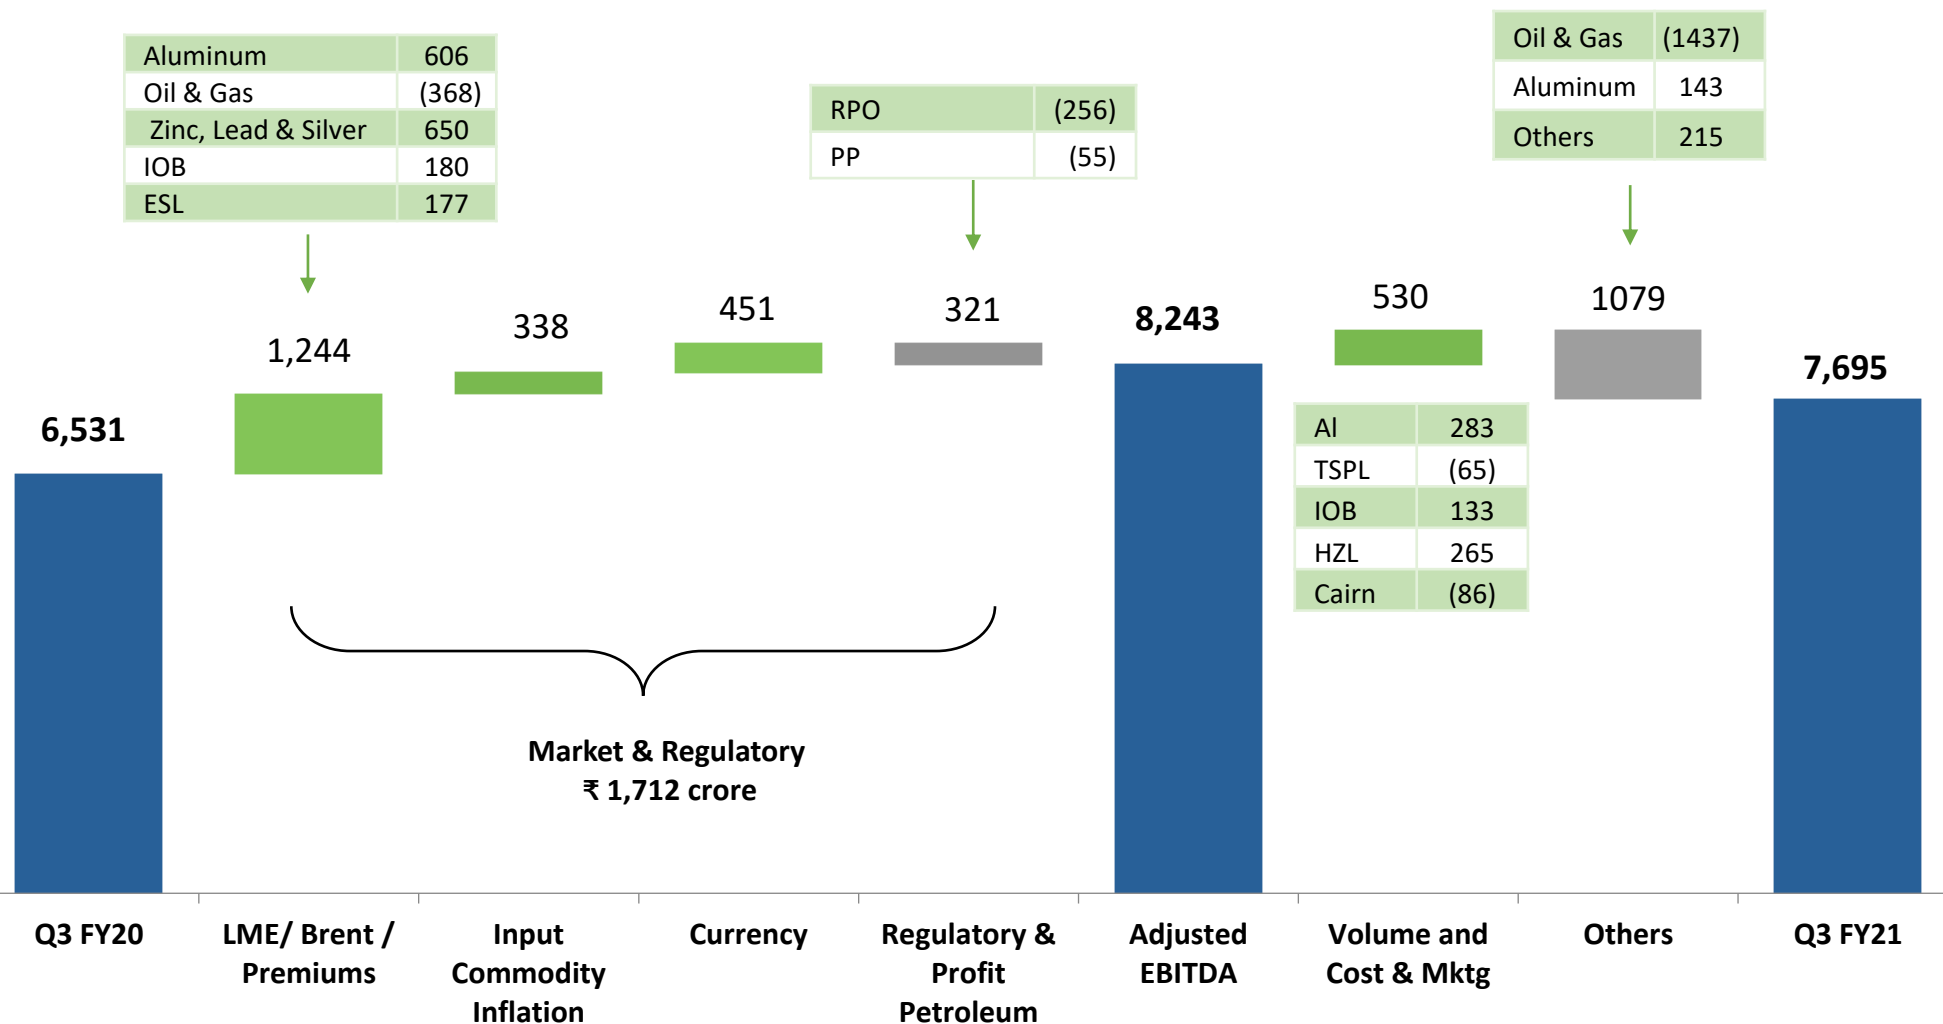 Aluminum 606
Oil & Gas (368)
Zinc, Lead & Silver 650
IOB 180
ESL 177
RPO (256)
PP (55)
Oil & Gas (1437)
Aluminum 143
Others 215
6,531
1,244
338
451
321
8,243
530
1079
7,695
Al 283
TSPL (65)
IOB 133
HZL 265
Cairn (86)
Market & Regulatory
₹ 1,712 crore
Q3 FY20
LME/ Brent /
Premiums
Input
Commodity
Inflation
Currency
Regulatory &
Profit
Petroleum
Adjusted
EBITDA
Volume and
Cost & Mktg
Others
Q3 FY21